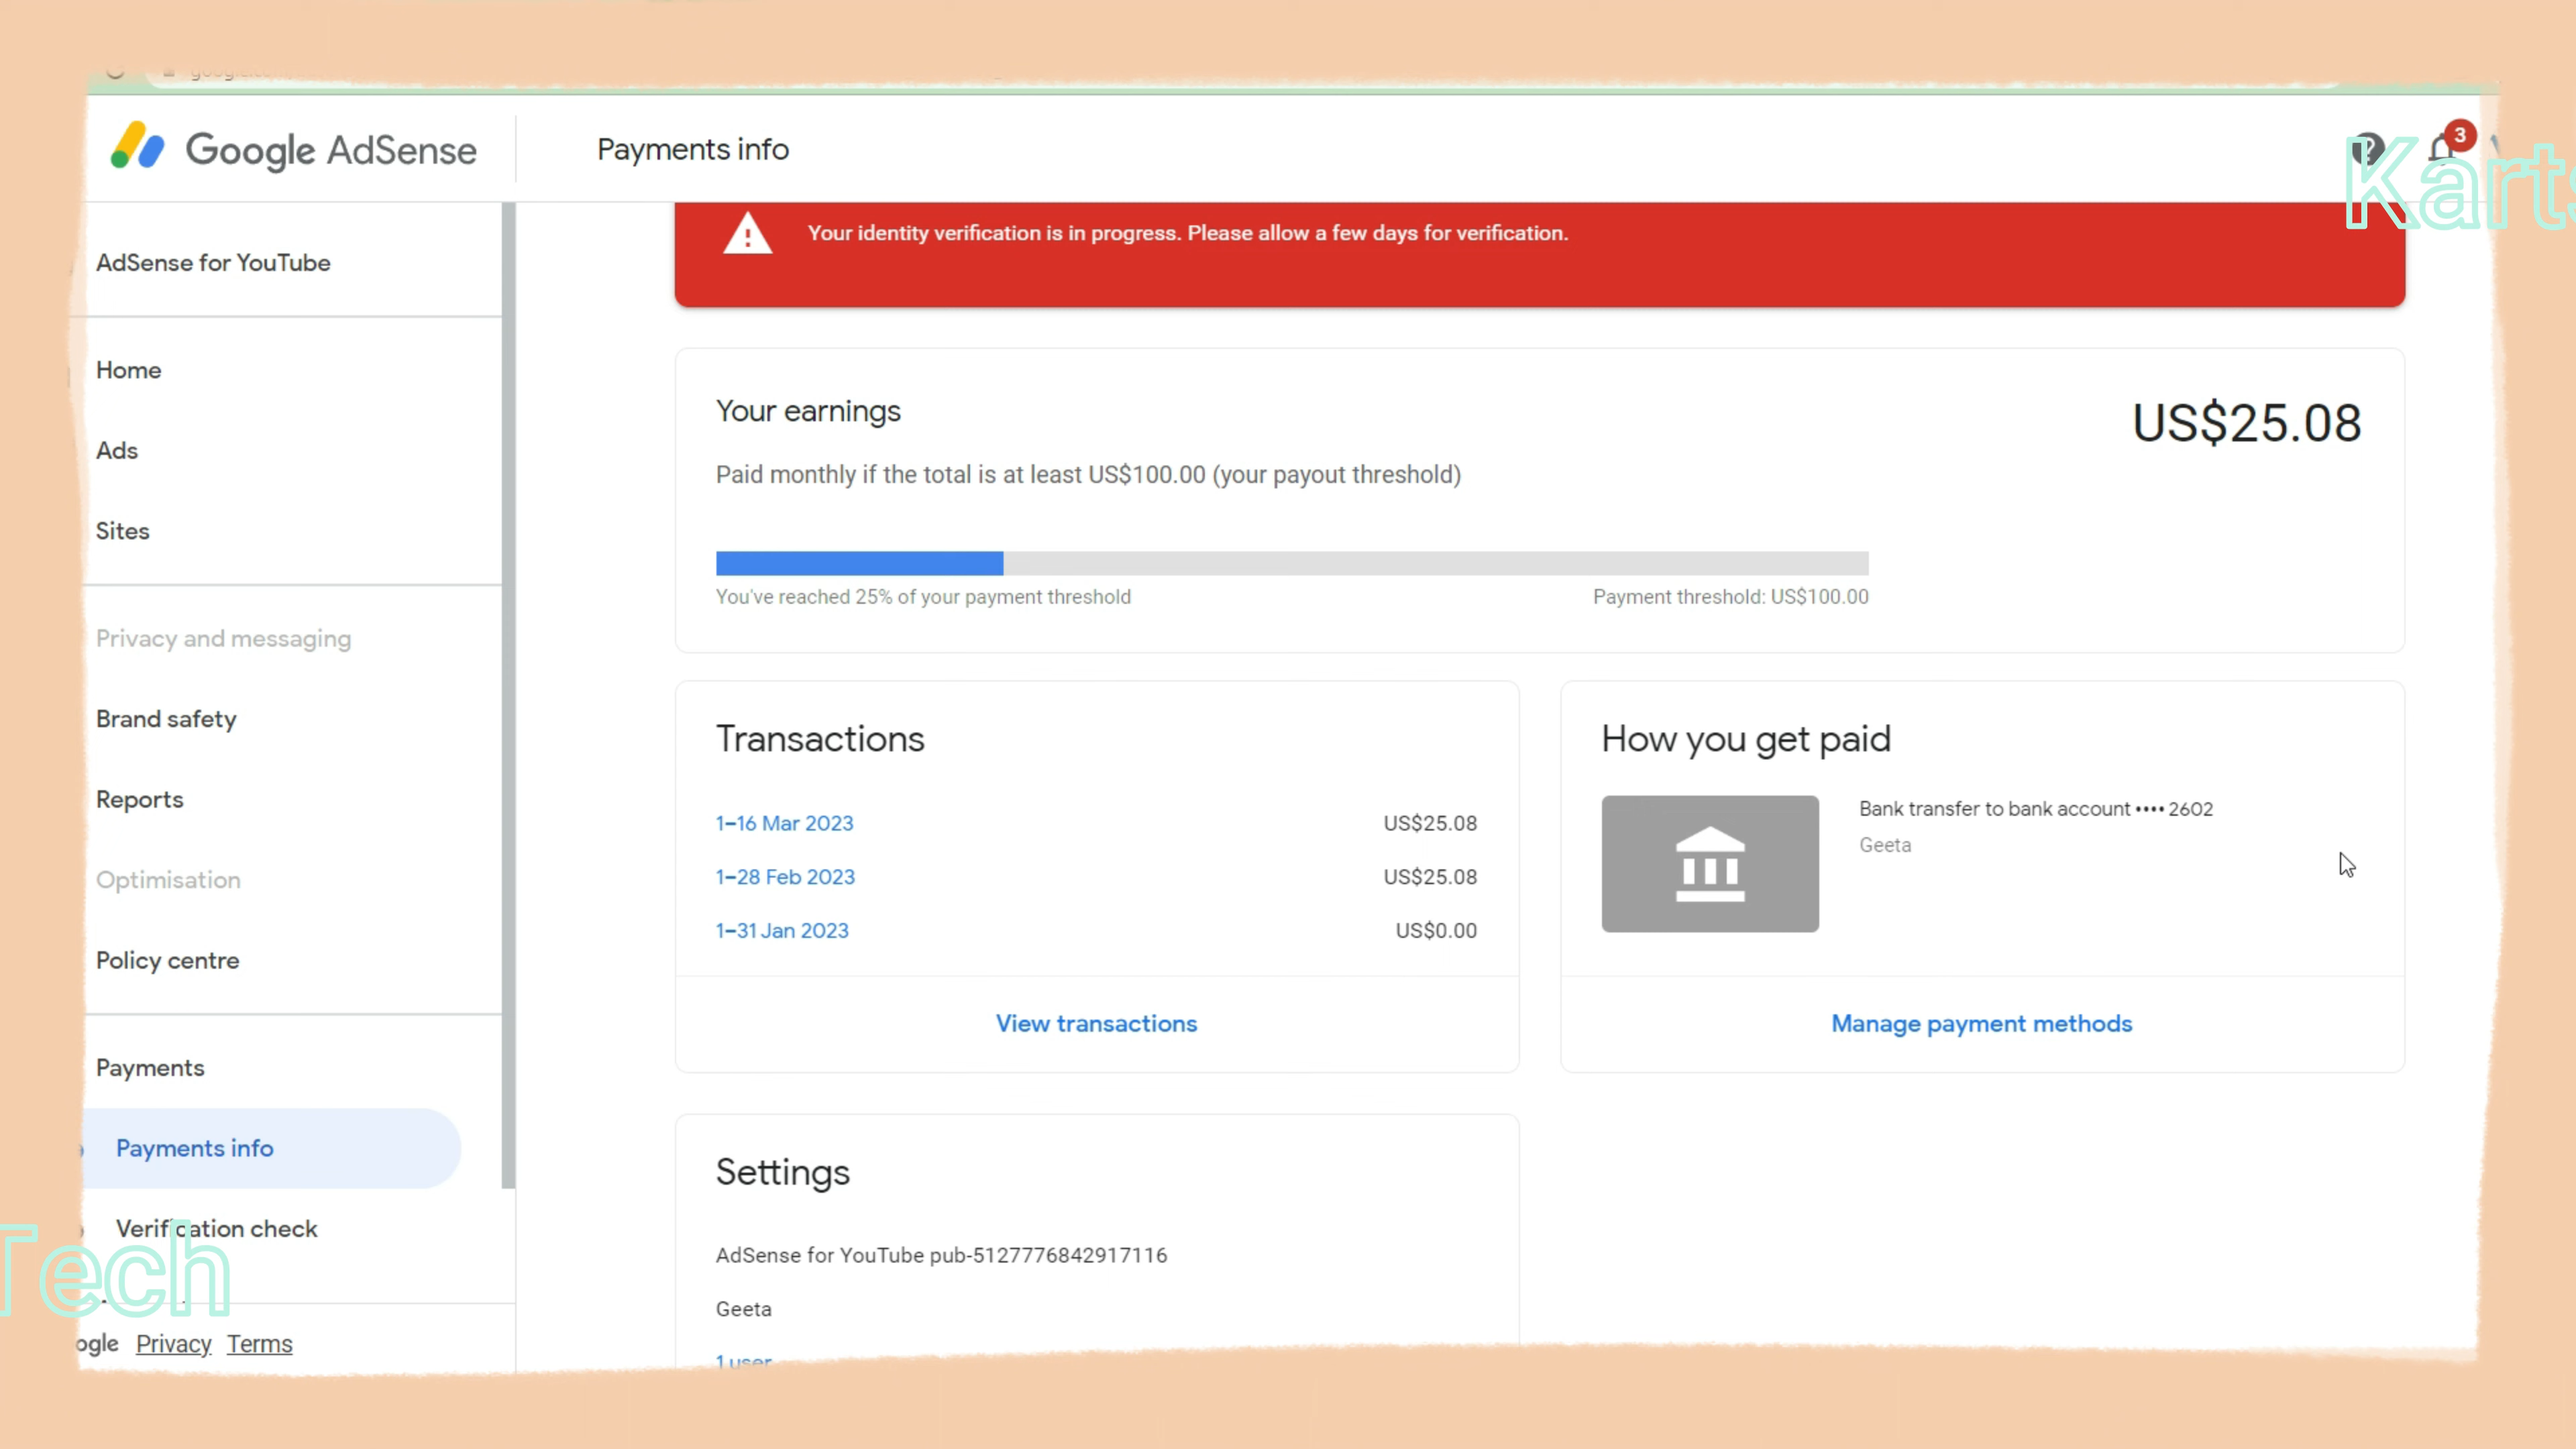 Google AdSense
Payments info
3
Karts
AdSense for YouTube
Home
Ads
Sites
Privacy and messaging
Brand safety
Reports
Optimisation
Policy centre
Payments
Payments info
Verification check
Tech
Privacy Terms
Your identity verification is in progress. Please allow a few days for verification.
Your earnings
US$25.08
Paid monthly if the total is at least US$100.00 (your payout threshold)
You've reached 25% of your payment threshold
Payment threshold: US$100.00
Transactions
1–16 Mar 2023 US$25.08
1–28 Feb 2023 US$25.08
1–31 Jan 2023 US$0.00
View transactions
How you get paid
Bank transfer to bank account •••• 2602
Geeta
Manage payment methods
Settings
AdSense for YouTube pub-5127776842917116
Geeta
1 user